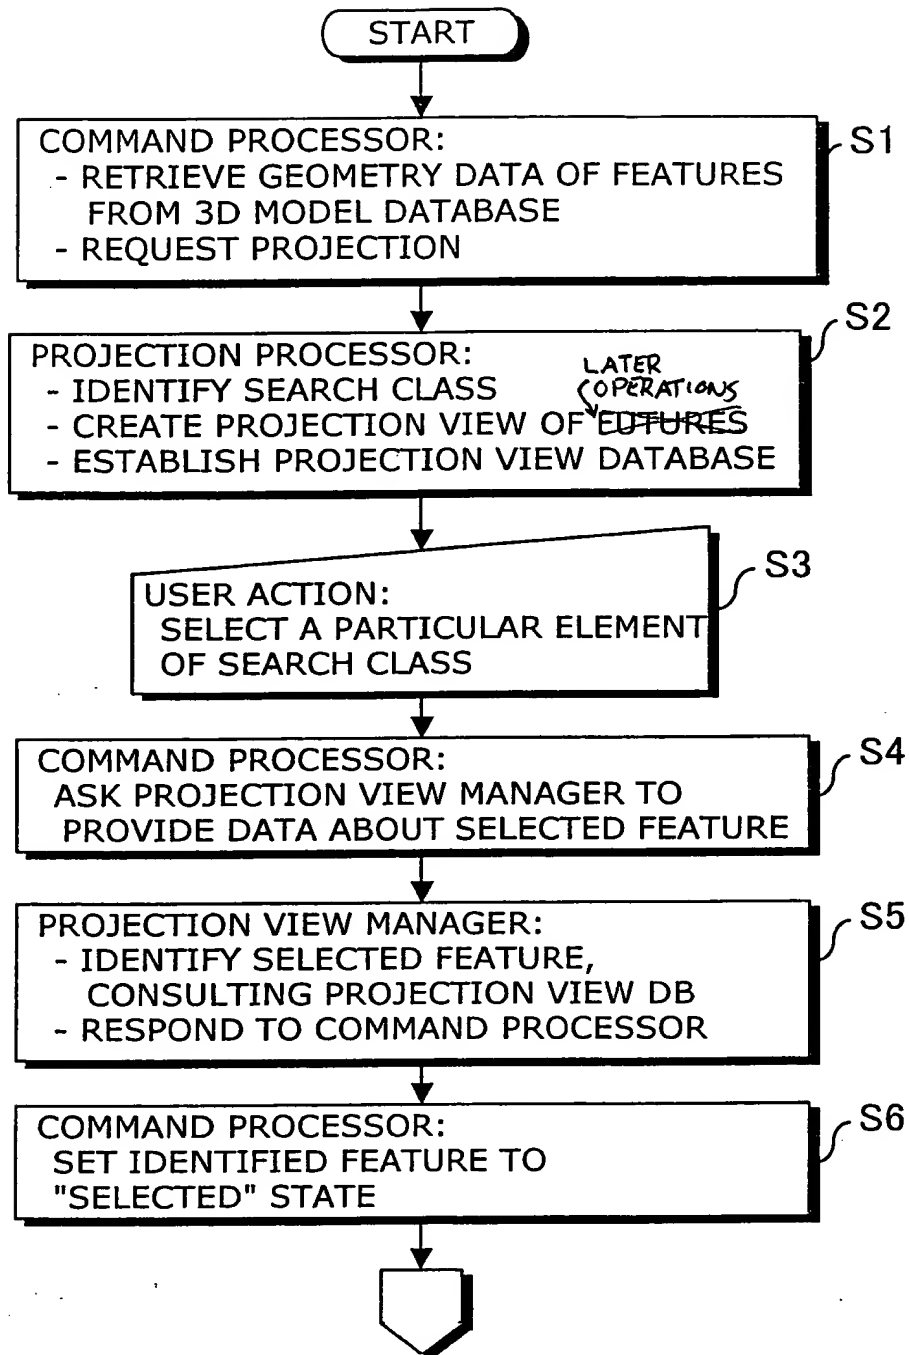 START
COMMAND PROCESSOR:
- RETRIEVE GEOMETRY DATA OF FEATURES
FROM 3D MODEL DATABASE
- REQUEST PROJECTION
S1
PROJECTION PROCESSOR:
- IDENTIFY SEARCH CLASS
LATER
OPERATIONS
- CREATE PROJECTION VIEW OF FUTURES
- ESTABLISH PROJECTION VIEW DATABASE
S2
USER ACTION:
SELECT A PARTICULAR ELEMENT
OF SEARCH CLASS
S3
COMMAND PROCESSOR:
ASK PROJECTION VIEW MANAGER TO
PROVIDE DATA ABOUT SELECTED FEATURE
S4
PROJECTION VIEW MANAGER:
- IDENTIFY SELECTED FEATURE,
CONSULTING PROJECTION VIEW DB
- RESPOND TO COMMAND PROCESSOR
S5
COMMAND PROCESSOR:
SET IDENTIFIED FEATURE TO
"SELECTED" STATE
S6